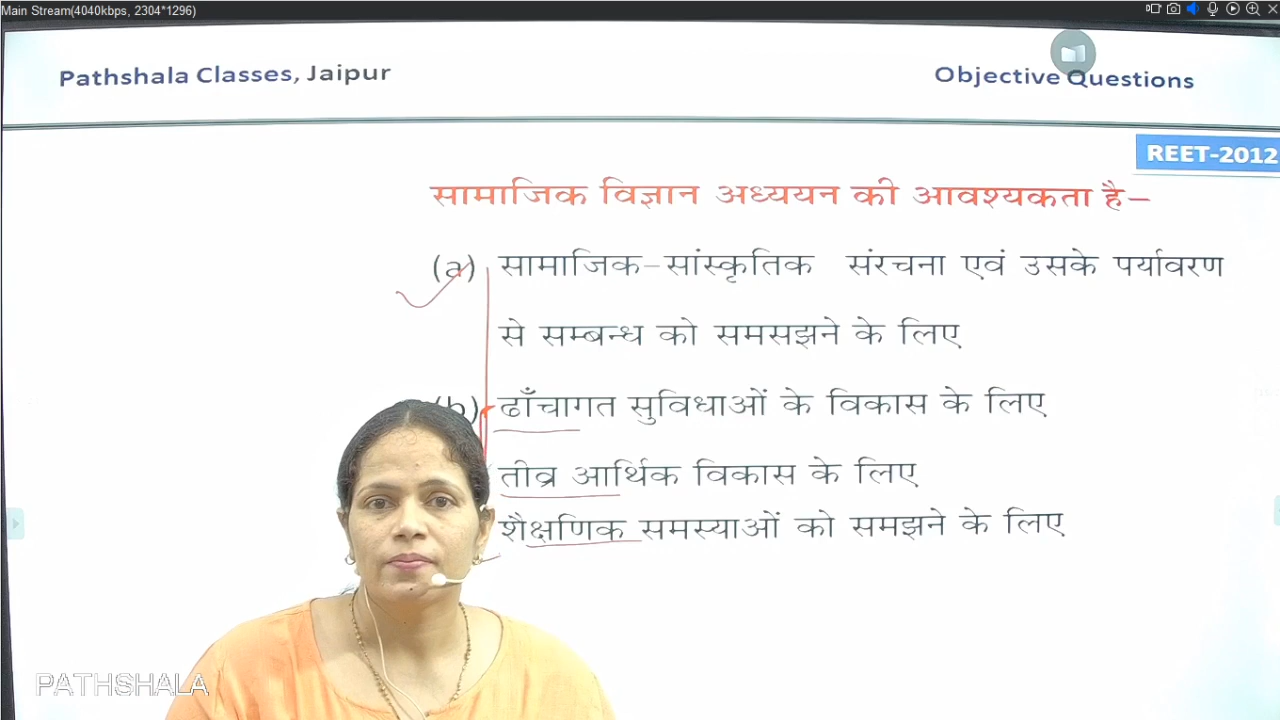 Main Stream(4040kbps, 2304*1296)
Pathshala Classes, Jaipur
Objective Questions
REET-2012
सामाजिक विज्ञान अध्ययन की आवश्यकता है–
(a) सामाजिक–सांस्कृतिक संरचना एवं उसके पर्यावरण
से सम्बन्ध को समसझने के लिए
(b) ढाँचागत सुविधाओं के विकास के लिए
तीव्र आर्थिक विकास के लिए
शैक्षणिक समस्याओं को समझने के लिए
PATHSHALA